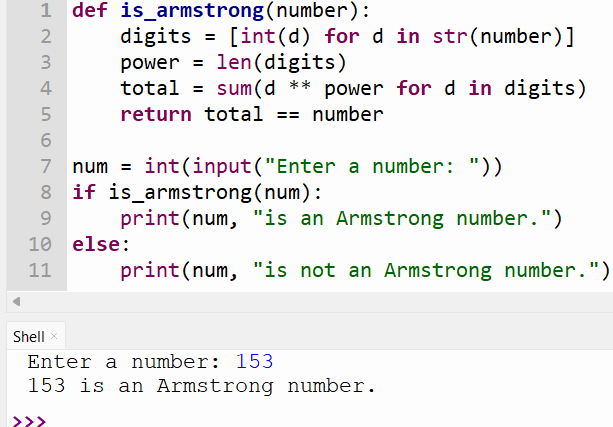 1 def is_armstrong(number):
2     digits = [int(d) for d in str(number)]
3     power = len(digits)
4     total = sum(d ** power for d in digits)
5     return total == number
6
7 num = int(input("Enter a number: "))
8 if is_armstrong(num):
9     print(num, "is an Armstrong number.")
10 else:
11     print(num, "is not an Armstrong number.")
Shell ×
Enter a number: 153
153 is an Armstrong number.
>>>